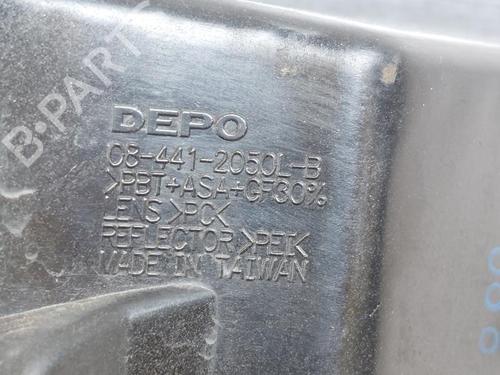 DEPO
08-441-2050L-B
>PBT+ASA+GF30%
LENS >PC<
REFLECTOR >PEI<
MADE IN TAIWAN
B-PARTS